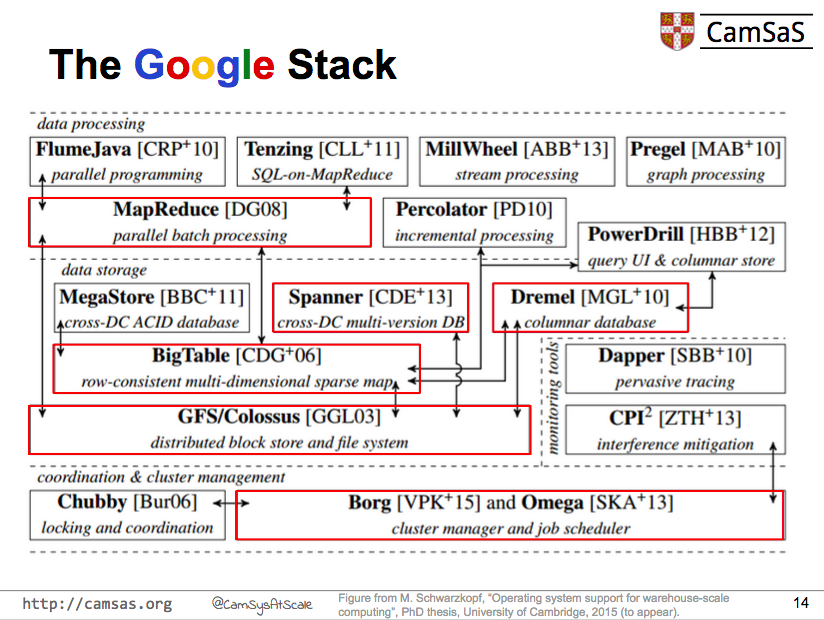 CamSaS
The Google Stack
data processing
FlumeJava [CRP+10]
parallel programming
Tenzing [CLL+11]
SQL-on-MapReduce
MillWheel [ABB+13]
stream processing
Pregel [MAB+10]
graph processing
MapReduce [DG08]
parallel batch processing
Percolator [PD10]
incremental processing
PowerDrill [HBB+12]
query UI & columnar store
data storage
MegaStore [BBC+11]
cross-DC ACID database
Spanner [CDE+13]
cross-DC multi-version DB
Dremel [MGL+10]
columnar database
BigTable [CDG+06]
row-consistent multi-dimensional sparse map
monitoring tools
Dapper [SBB+10]
pervasive tracing
GFS/Colossus [GGL03]
distributed block store and file system
CPI² [ZTH+13]
interference mitigation
coordination & cluster management
Chubby [Bur06]
locking and coordination
Borg [VPK+15] and Omega [SKA+13]
cluster manager and job scheduler
http://camsas.org
@CamSysAtScale
Figure from M. Schwarzkopf, "Operating system support for warehouse-scale
computing", PhD thesis, University of Cambridge, 2015 (to appear).
14